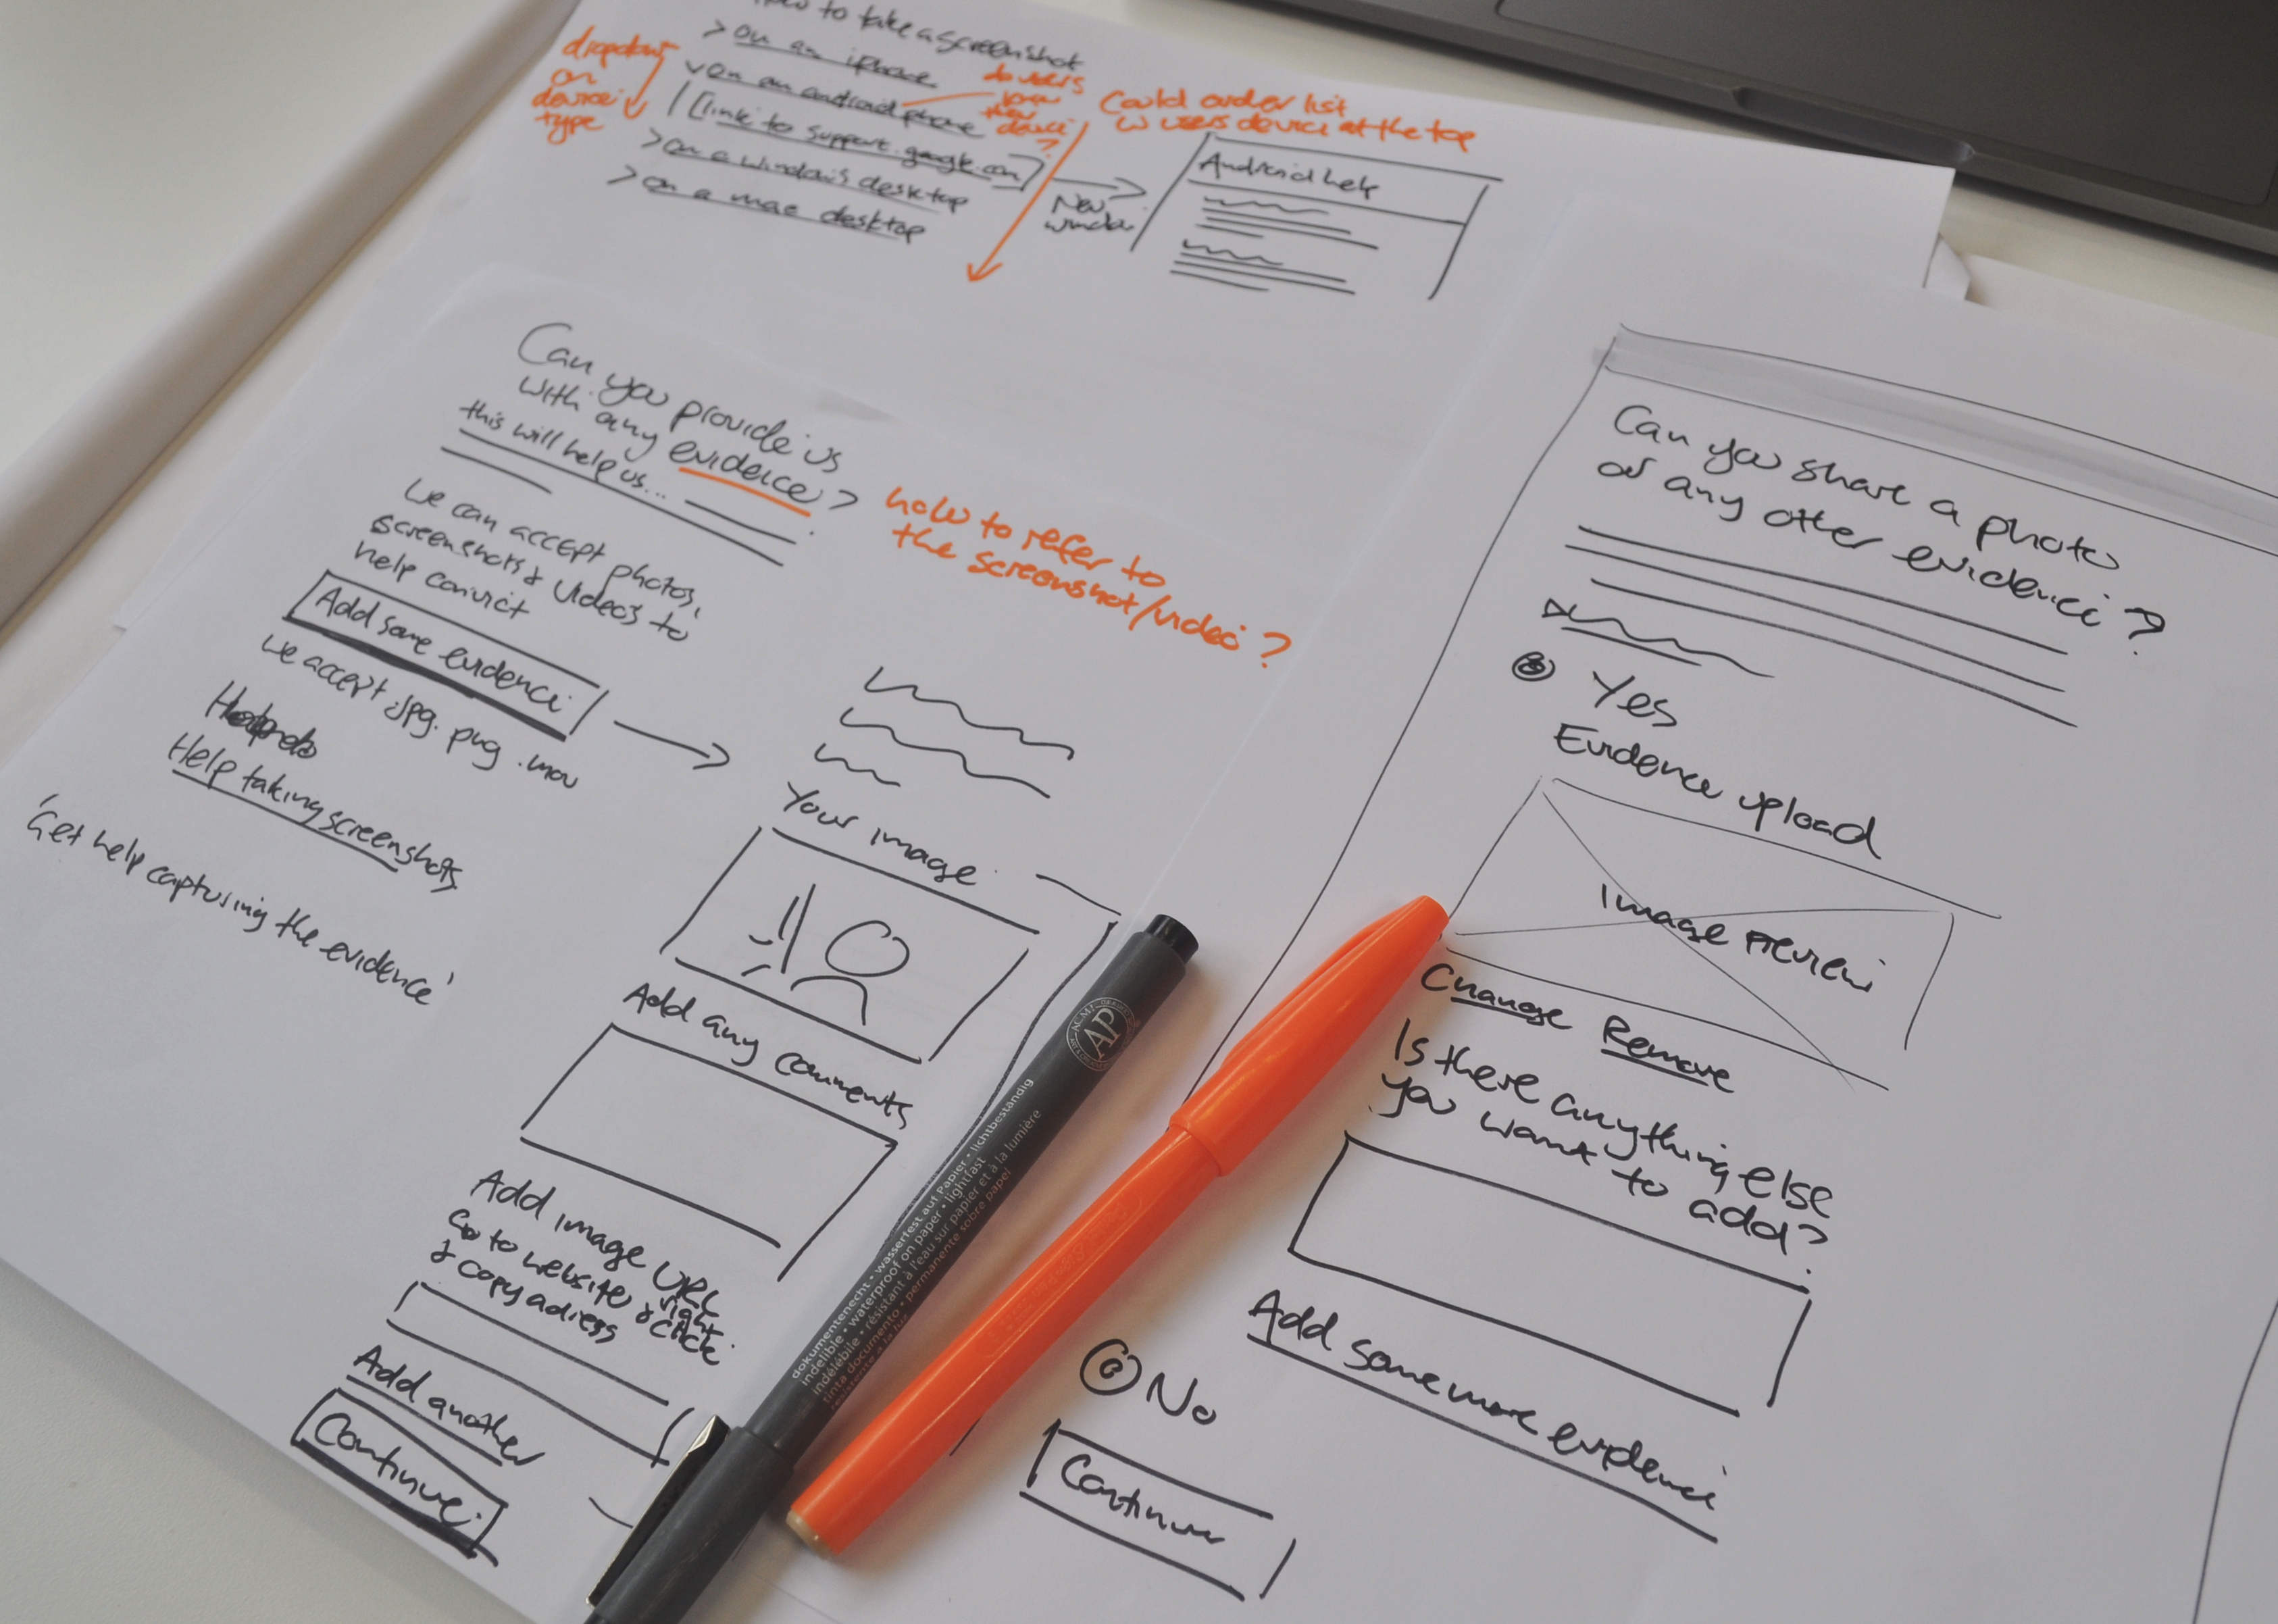 How to take a screenshot
> On an iphone
v On an android phone
[link to support.google.com]
> On a windows desktop
> On a mac desktop
dropdown
on
device
type
do users
know
their
device?
Could order list
w users device at the top
New
window
Android help
Can you provide us
with any evidence?
this will help us...
we can accept photos,
screenshots & videos to
help convict
Add some evidence
we accept .jpg .png .mov
Help taking screenshots
'Get help capturing the evidence'
how to refer to
the screenshot/video?
Your image
Add any comments
Add image URL
Go to website & right click
& copy adress
Add another
Continue
Can you share a photo
or any other evidence?
Yes
Evidence upload
Image preview
Change Remove
Is there anything else
you want to add?
Add some more evidence
No
Continue
AP
dokumentenecht • wasserfest auf Papier • lichtbeständig
indelible • waterproof on paper • lightfast
indélébile • résistant à l'eau sur papier et à la lumière
tinta documento • permanente sobre papel